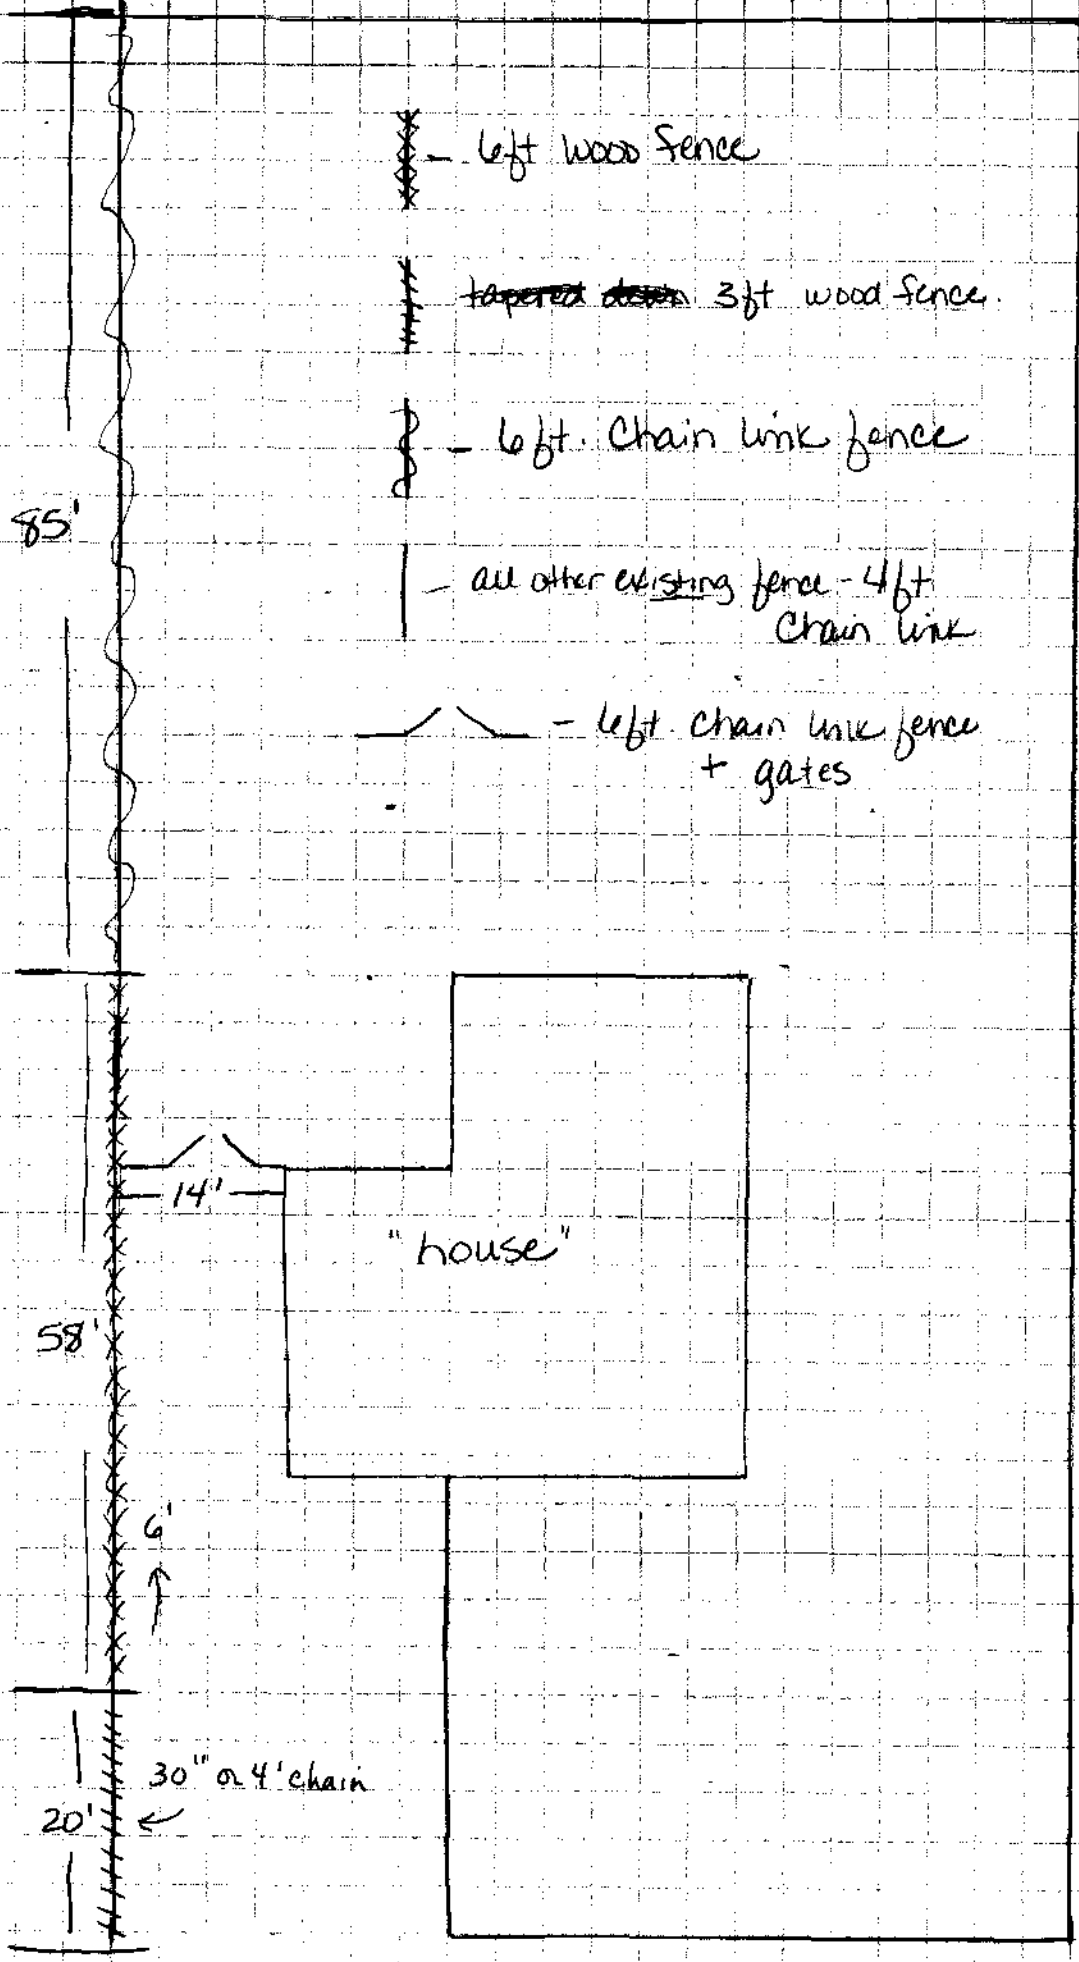 - 6ft wood fence
tapered down 3ft wood fence.
- 6ft. Chain link fence
85'
- all other existing fence - 4ft
Chain link
- 6ft. Chain link fence
+ gates
14'
"house"
58'
6'
30" or 4' chain
20'